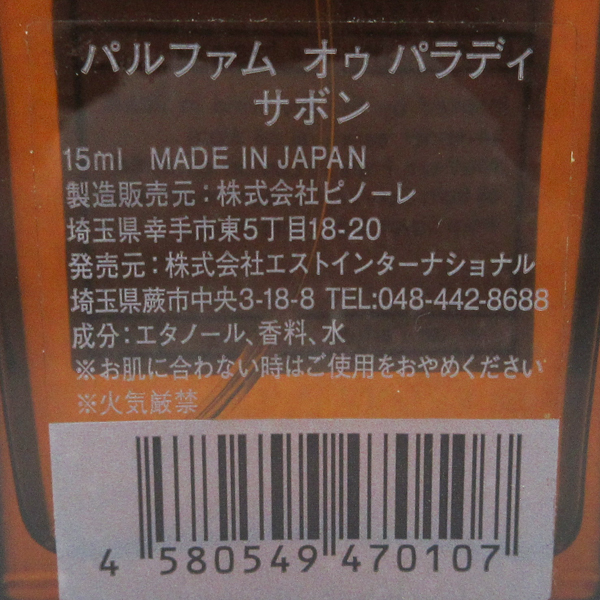 パルファム オゥ パラディ
サボン
15ml MADE IN JAPAN
製造販売元：株式会社ピノーレ
埼玉県幸手市東5丁目18-20
発売元：株式会社エストインターナショナル
埼玉県蕨市中央3-18-8 TEL:048-442-8688
成分：エタノール、香料、水
※お肌に合わない時はご使用をおやめください
※火気厳禁
4 580549 470107